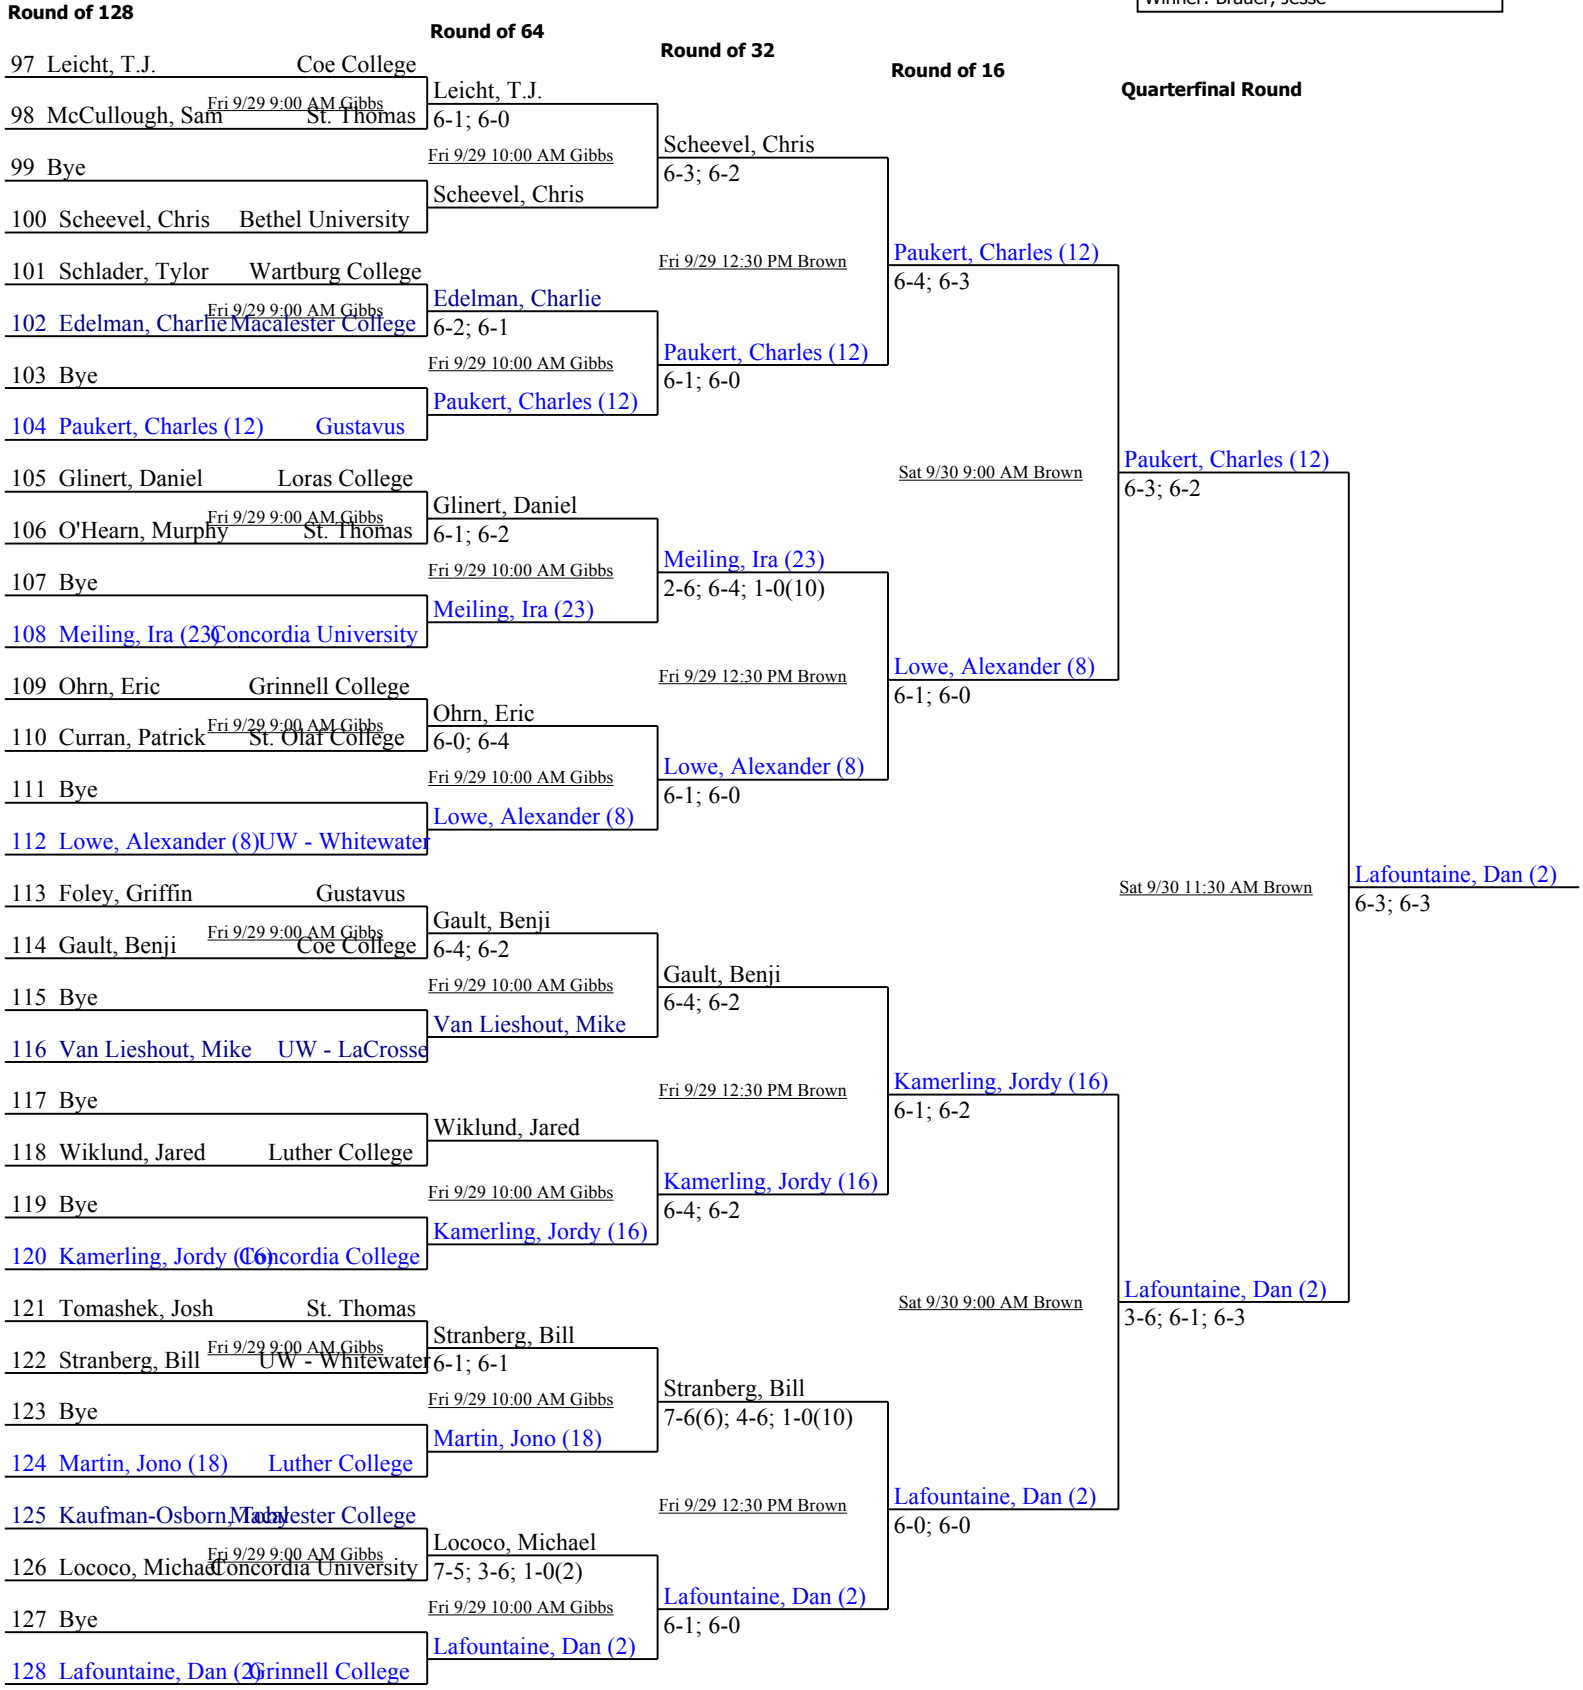 Winner: Brauer, Jesse
Round of 128
Round of 64
Round of 32
Round of 16
Quarterfinal Round
97 Leicht, T.J. Coe College
Fri 9/29 9:00 AM Gibbs
98 McCullough, Sam St. Thomas
99 Bye
100 Scheevel, Chris Bethel University
101 Schlader, Tylor Wartburg College
Fri 9/29 9:00 AM Gibbs
102 Edelman, Charlie Macalester College
103 Bye
104 Paukert, Charles (12) Gustavus
105 Glinert, Daniel Loras College
Fri 9/29 9:00 AM Gibbs
106 O'Hearn, Murphy St. Thomas
107 Bye
108 Meiling, Ira (23) Concordia University
109 Ohrn, Eric Grinnell College
Fri 9/29 9:00 AM Gibbs
110 Curran, Patrick St. Olaf College
111 Bye
112 Lowe, Alexander (8) UW - Whitewater
113 Foley, Griffin Gustavus
Fri 9/29 9:00 AM Gibbs
114 Gault, Benji Coe College
115 Bye
116 Van Lieshout, Mike UW - LaCrosse
117 Bye
118 Wiklund, Jared Luther College
119 Bye
120 Kamerling, Jordy (16) Concordia College
121 Tomashek, Josh St. Thomas
Fri 9/29 9:00 AM Gibbs
122 Stranberg, Bill UW - Whitewater
123 Bye
124 Martin, Jono (18) Luther College
125 Kaufman-Osborn, Toby Macalester College
Fri 9/29 9:00 AM Gibbs
126 Lococo, Michael Concordia University
127 Bye
128 Lafountaine, Dan (2) Grinnell College
Leicht, T.J.
6-1; 6-0
Fri 9/29 10:00 AM Gibbs
Scheevel, Chris
Edelman, Charlie
6-2; 6-1
Fri 9/29 10:00 AM Gibbs
Paukert, Charles (12)
Glinert, Daniel
6-1; 6-2
Fri 9/29 10:00 AM Gibbs
Meiling, Ira (23)
Ohrn, Eric
6-0; 6-4
Fri 9/29 10:00 AM Gibbs
Lowe, Alexander (8)
Gault, Benji
6-4; 6-2
Fri 9/29 10:00 AM Gibbs
Van Lieshout, Mike
Wiklund, Jared
Fri 9/29 10:00 AM Gibbs
Kamerling, Jordy (16)
Stranberg, Bill
6-1; 6-1
Fri 9/29 10:00 AM Gibbs
Martin, Jono (18)
Lococo, Michael
7-5; 3-6; 1-0(2)
Fri 9/29 10:00 AM Gibbs
Lafountaine, Dan (2)
Scheevel, Chris
6-3; 6-2
Fri 9/29 12:30 PM Brown
Paukert, Charles (12)
6-1; 6-0
Meiling, Ira (23)
2-6; 6-4; 1-0(10)
Fri 9/29 12:30 PM Brown
Lowe, Alexander (8)
6-1; 6-0
Gault, Benji
6-4; 6-2
Fri 9/29 12:30 PM Brown
Kamerling, Jordy (16)
6-4; 6-2
Stranberg, Bill
7-6(6); 4-6; 1-0(10)
Fri 9/29 12:30 PM Brown
Lafountaine, Dan (2)
6-1; 6-0
Paukert, Charles (12)
6-4; 6-3
Sat 9/30 9:00 AM Brown
Lowe, Alexander (8)
6-1; 6-0
Kamerling, Jordy (16)
6-1; 6-2
Sat 9/30 9:00 AM Brown
Lafountaine, Dan (2)
6-0; 6-0
Paukert, Charles (12)
6-3; 6-2
Sat 9/30 11:30 AM Brown
Lafountaine, Dan (2)
3-6; 6-1; 6-3
Lafountaine, Dan (2)
6-3; 6-3